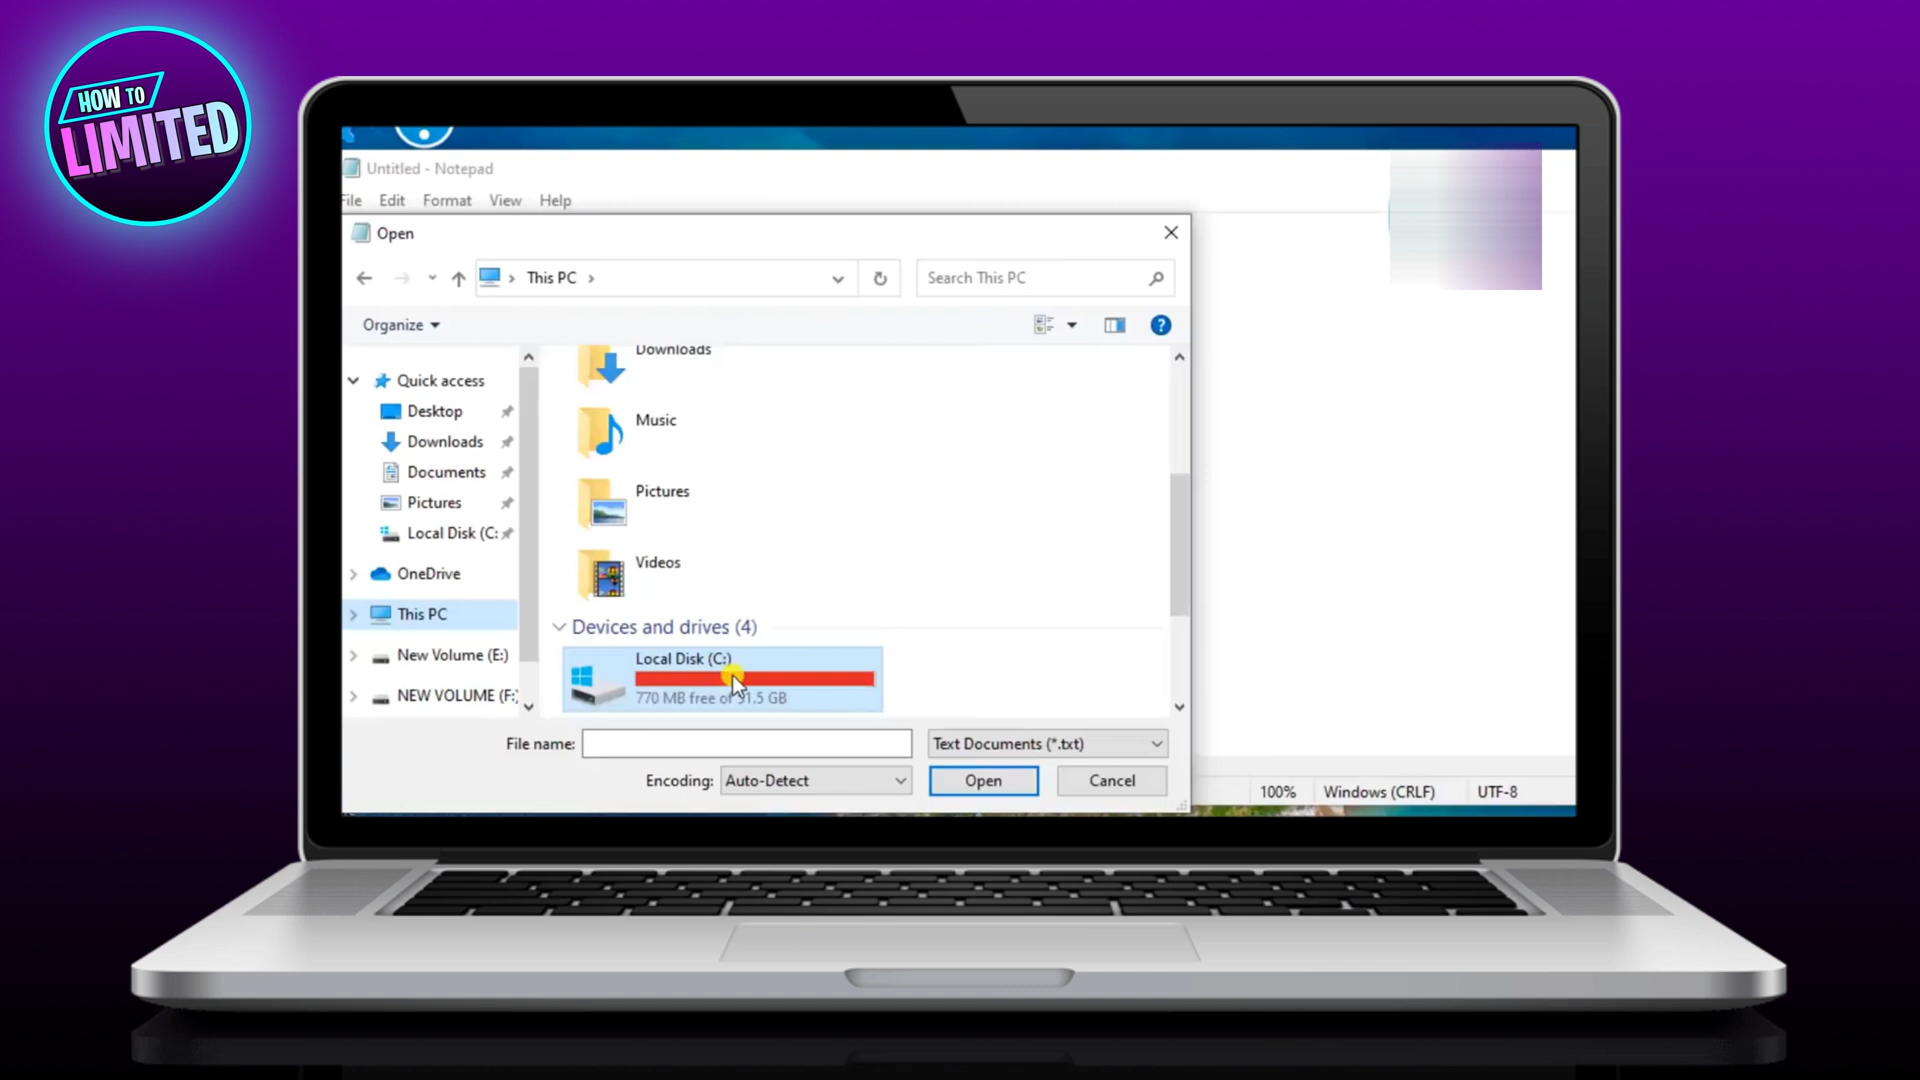 HOW TO
LIMITED
Untitled - Notepad
File Edit Format View Help
Open
This PC
Search This PC
Organize
Quick access
Desktop
Downloads
Documents
Pictures
Local Disk (C:
OneDrive
This PC
New Volume (E:)
NEW VOLUME (F:
Downloads
Music
Pictures
Videos
Devices and drives (4)
Local Disk (C:)
770 MB free of 91.5 GB
File name:
Text Documents (*.txt)
Encoding: Auto-Detect
Open
Cancel
100% Windows (CRLF) UTF-8